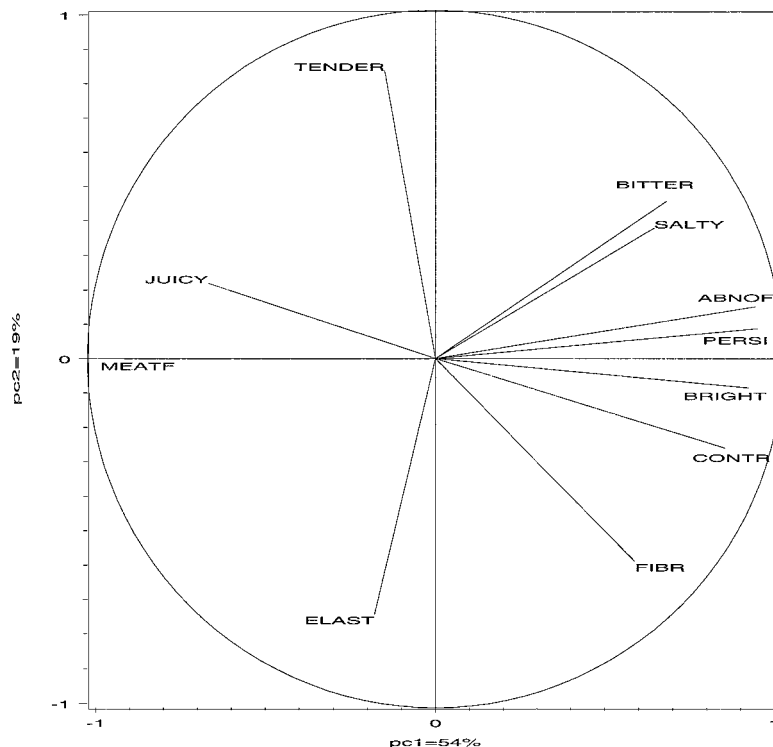 1
TENDER
BITTER
SALTY
JUICY
ABNOF
pc2=19%
0
PERSI
MEATF
BRIGHT
CONTR
FIBR
ELAST
-1
-1 0 1
pc1=54%